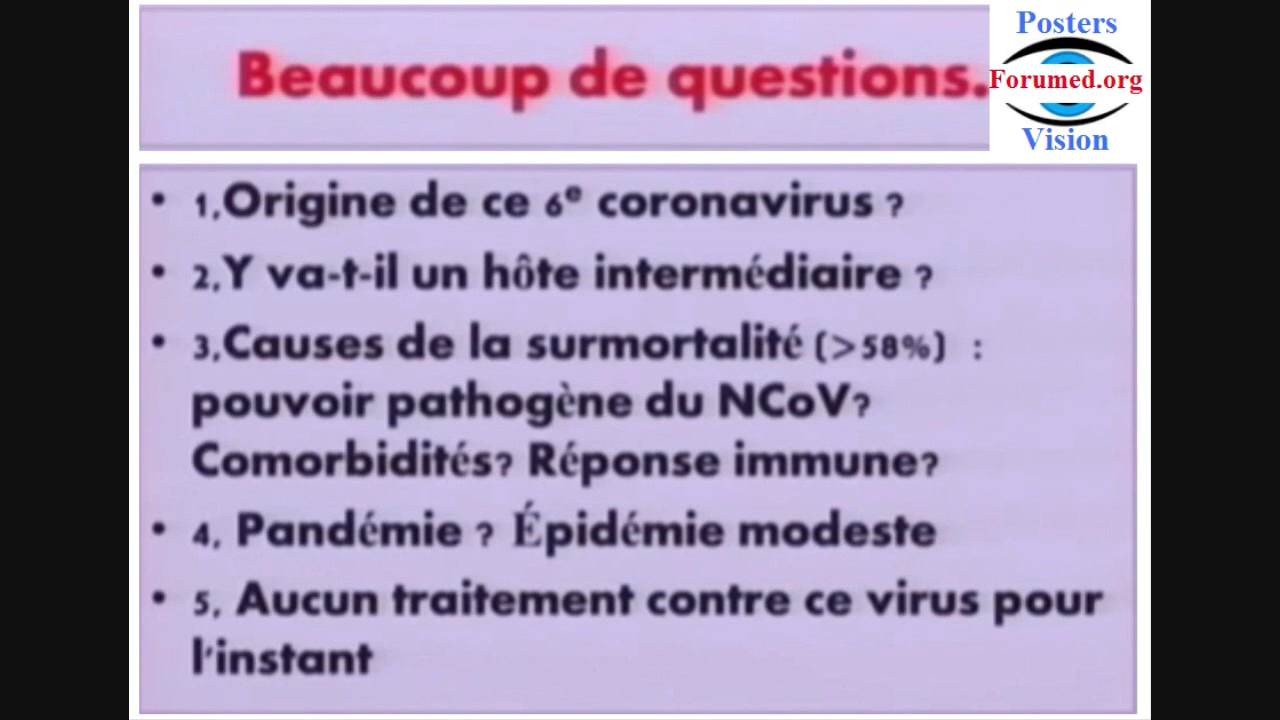 Beaucoup de questions.
Posters
Forumed.org
Vision
• 1,Origine de ce 6e coronavirus ?
• 2,Y va-t-il un hôte intermédiaire ?
• 3,Causes de la surmortalité (>58%) :
pouvoir pathogène du NCoV?
Comorbidités? Réponse immune?
• 4, Pandémie ? Épidémie modeste
• 5, Aucun traitement contre ce virus pour
l'instant